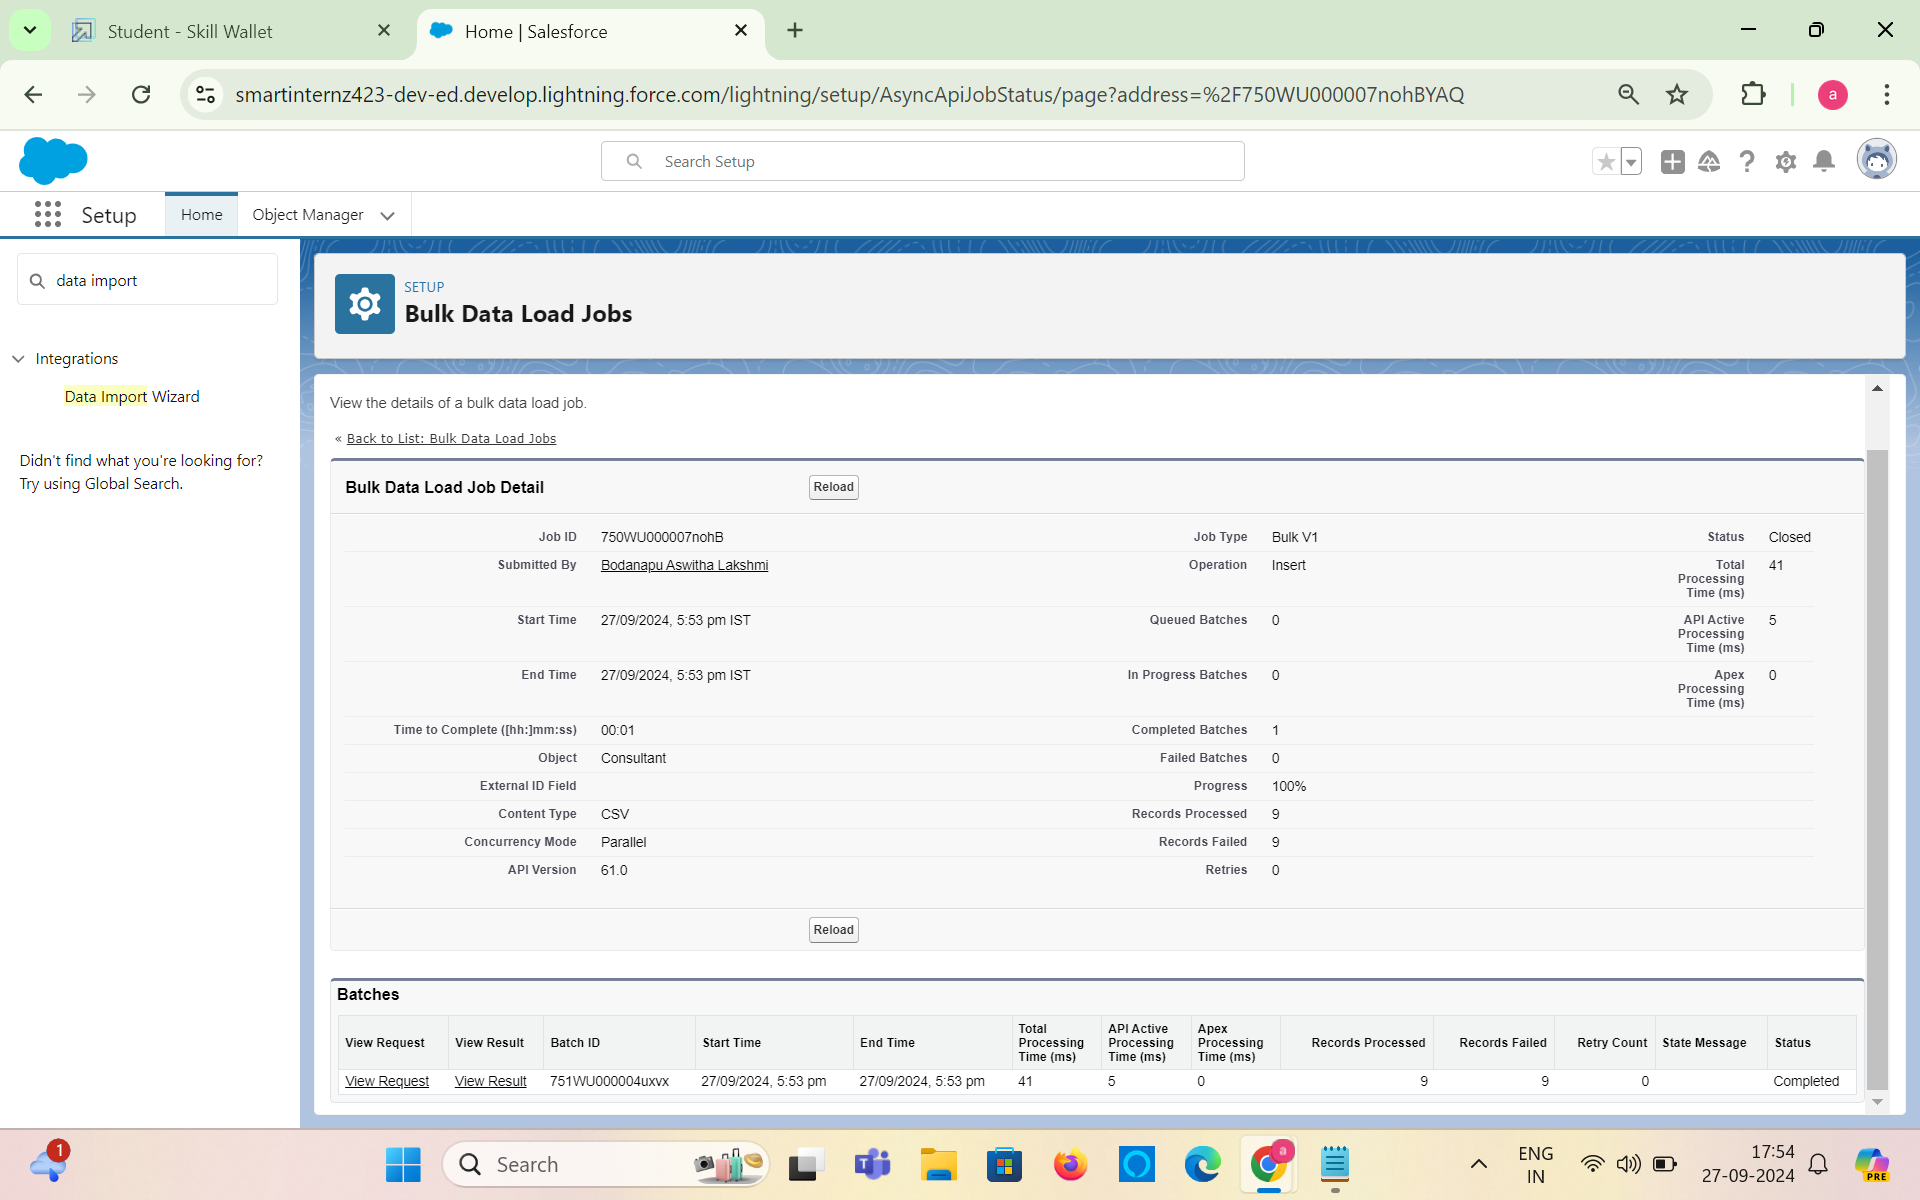 Student - Skill Wallet
Home | Salesforce
smartinternz423-dev-ed.develop.lightning.force.com/lightning/setup/AsyncApiJobStatus/page?address=%2F750WU000007nohBYAQ
a
Search Setup
Setup
Home
Object Manager
data import
Integrations
Data Import Wizard
Didn't find what you're looking for?
Try using Global Search.
SETUP
Bulk Data Load Jobs
View the details of a bulk data load job.
« Back to List: Bulk Data Load Jobs
Bulk Data Load Job Detail
Reload
Job ID 750WU000007nohB Job Type Bulk V1 Status Closed
Submitted By Bodanapu Aswitha Lakshmi Operation Insert Total Processing Time (ms) 41
Start Time 27/09/2024, 5:53 pm IST Queued Batches 0 API Active Processing Time (ms) 5
End Time 27/09/2024, 5:53 pm IST In Progress Batches 0 Apex Processing Time (ms) 0
Time to Complete ([hh:]mm:ss) 00:01 Completed Batches 1
Object Consultant Failed Batches 0
External ID Field Progress 100%
Content Type CSV Records Processed 9
Concurrency Mode Parallel Records Failed 9
API Version 61.0 Retries 0
Reload
Batches
View Request View Result Batch ID Start Time End Time Total Processing Time (ms) API Active Processing Time (ms) Apex Processing Time (ms) Records Processed Records Failed Retry Count State Message Status
View Request View Result 751WU000004uxvx 27/09/2024, 5:53 pm 27/09/2024, 5:53 pm 41 5 0 9 9 0 Completed
1
Search
a
ENG
IN
17:54
27-09-2024
PRE